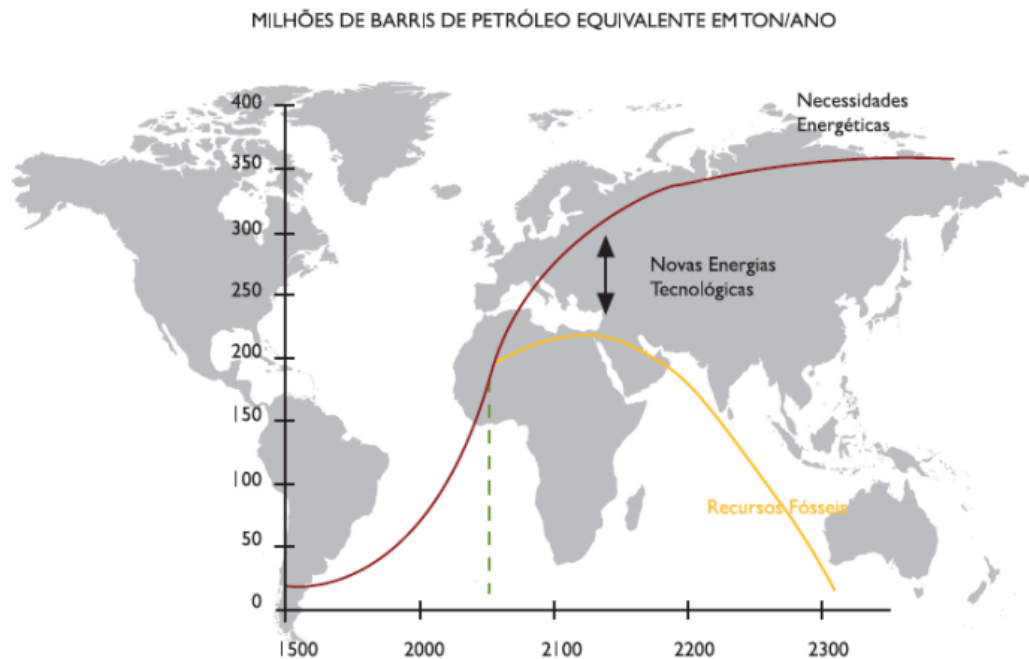 MILHÕES DE BARRIS DE PETRÓLEO EQUIVALENTE EM TON/ANO
400
350
300
250
200
150
100
50
0
Necessidades
Energéticas
Novas Energias
Tecnológicas
Recursos Fósseis
1500
2000
2100
2200
2300